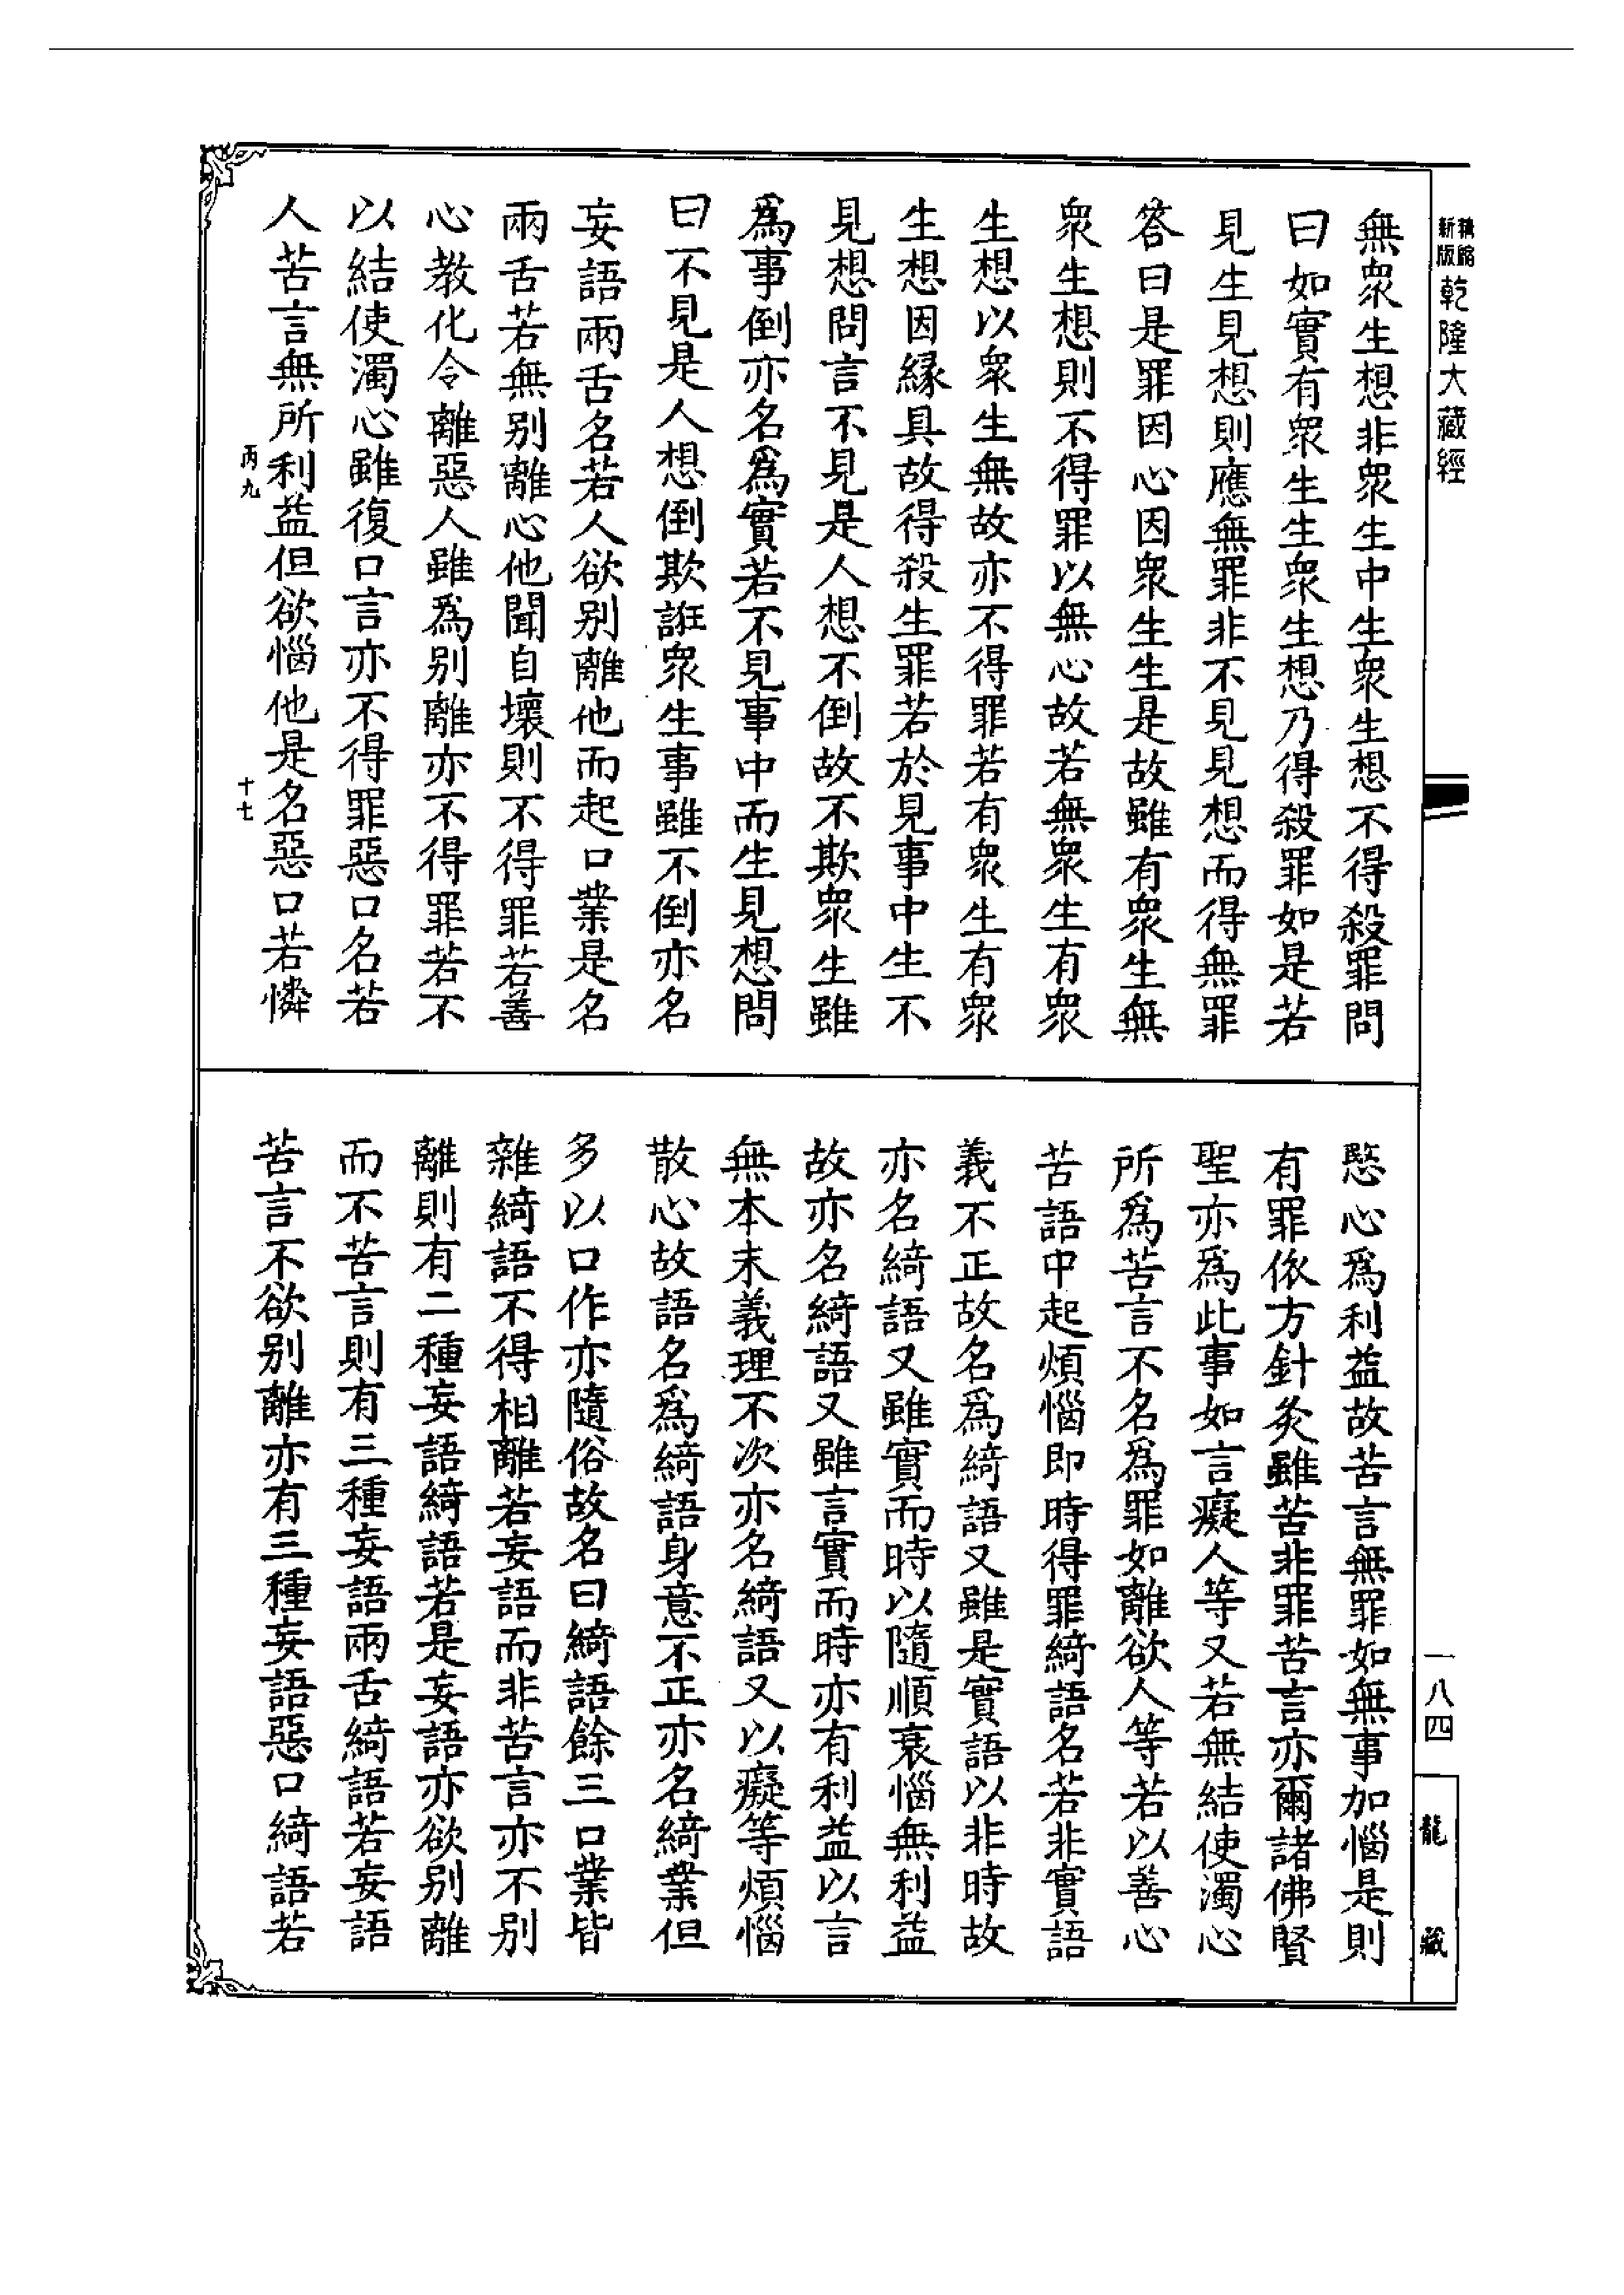 精縮新版
乾隆大藏經
無衆生想非衆生中生衆生想不得殺罪問
曰如實有衆生生衆生想乃得殺罪如是若
見生見想則應無罪非不見見想而得無罪
答曰是罪因心因衆生生是故雖有衆生無
衆生想則不得罪以無心故若無衆生有衆
生想以衆生無故亦不得罪若有衆生有衆
生想因緣具故得殺生罪若於見事中生不
見想問言不見是人想不倒故不欺衆生雖
為事倒亦名為實若不見事中而生見想問
曰不見是人想倒欺誑衆生事雖不倒亦名
妄語兩舌名若人欲別離他而起口業是名
兩舌若無別離心他聞自壞則不得罪若善
心教化令離惡人雖爲別離亦不得罪若不
以結使濁心雖復口言亦不得罪惡口名若
人苦言無所利益但欲惱他是名惡口若憐
丙九
十七
愍心爲利益故苦言無罪如無事加惱是則
有罪依方針灸雖苦非罪苦言亦爾諸佛賢
聖亦爲此事如言癡人等又若無結使濁心
所爲苦言不名爲罪如離欲人等若以善心
苦語中起煩惱即時得罪綺語名若非實語
義不正故名爲綺語又雖是實語以非時故
亦名綺語又雖實而時以隨順衰惱無利益
故亦名綺語又雖言實而時亦有利益以言
無本末義理不次亦名綺語又以癡等煩惱
散心故語名爲綺語身意不正亦名綺業但
多以口作亦隨俗故名曰綺語餘三口業皆
雜綺語不得相離若妄語而非苦言亦不別
離則有二種妄語綺語若是妄語亦欲別離
而不苦言則有三種妄語兩舌綺語若妄語
苦言不欲別離亦有三種妄語惡口綺語若
一八四
龍藏